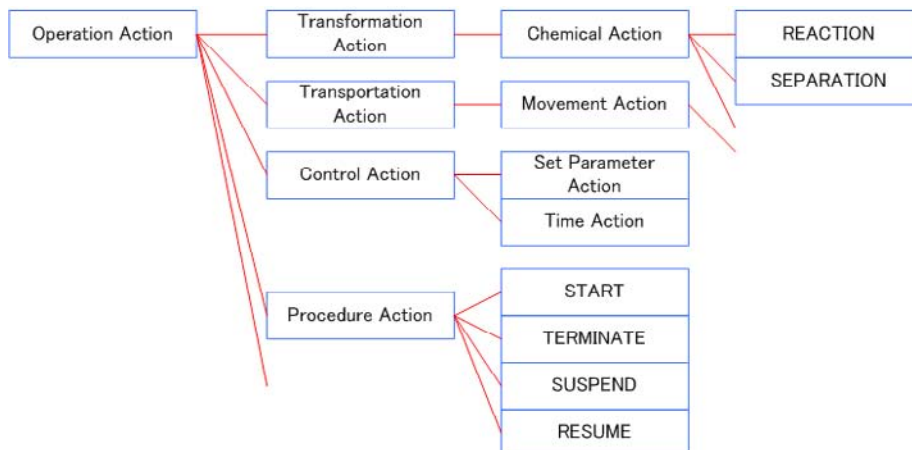 Operation Action
Transformation
Action
Chemical Action
REACTION
SEPARATION
Transportation
Action
Movement Action
Control Action
Set Parameter
Action
Time Action
Procedure Action
START
TERMINATE
SUSPEND
RESUME